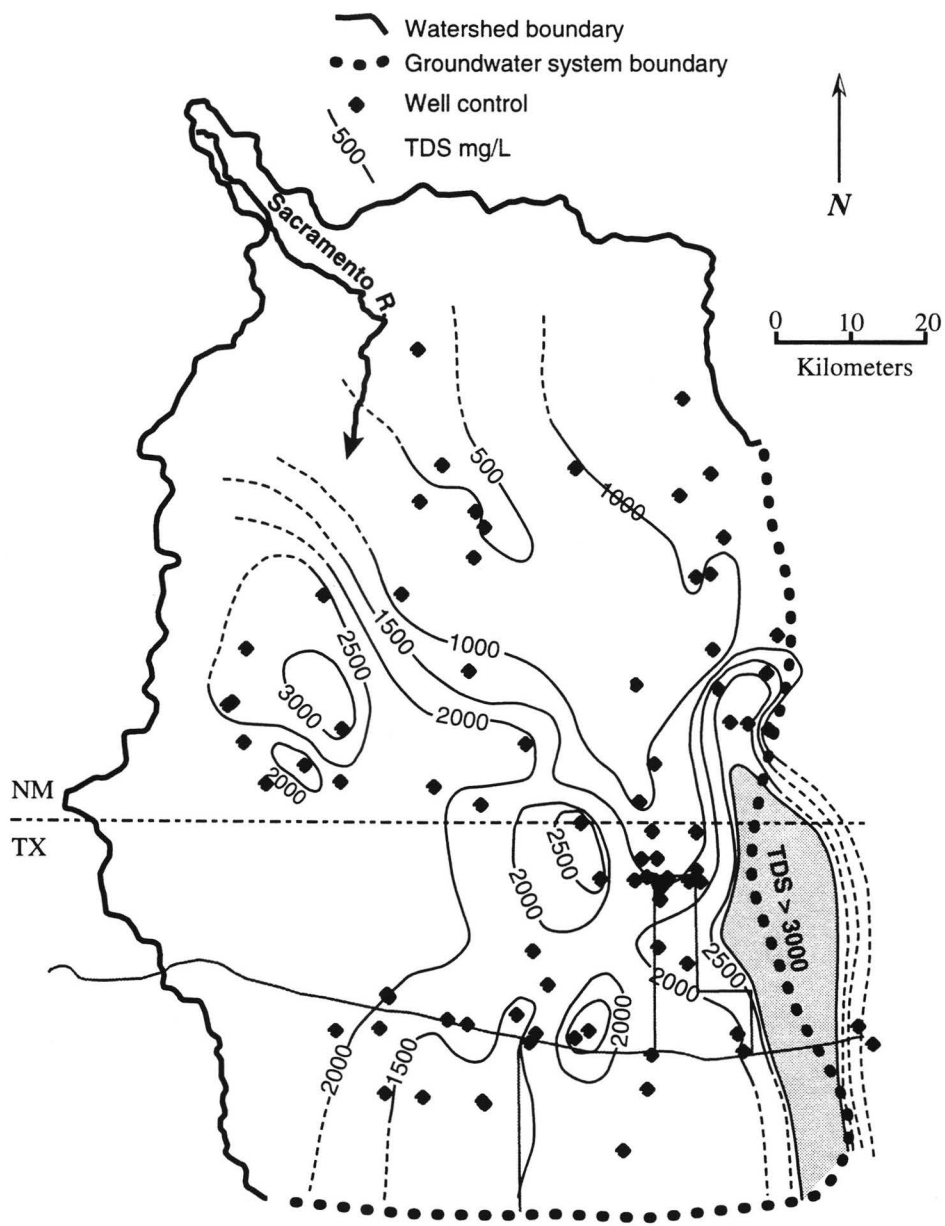 Watershed boundary
Groundwater system boundary
Well control
500
TDS mg/L
N
Sacramento R
0 10 20
Kilometers
500
1000
1500
1000
2500
3000
2000
2000
NM
TX
2500
2000
TDS > 3000
2500
2000
2000
2000
1500